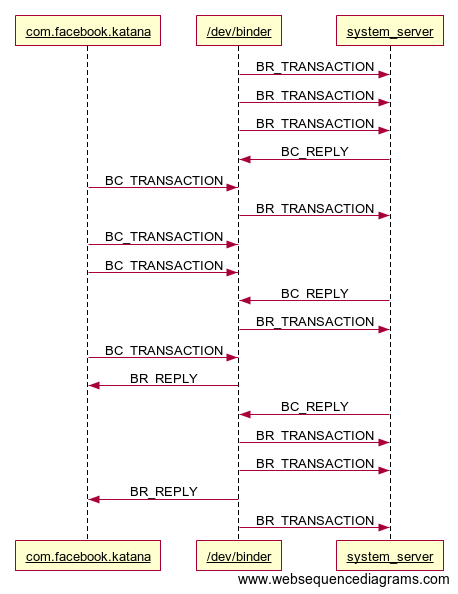 com.facebook.katana /dev/binder system_server
BR_TRANSACTION
BR_TRANSACTION
BR_TRANSACTION
BC_REPLY
BC_TRANSACTION
BR_TRANSACTION
BC_TRANSACTION
BC_TRANSACTION
BC_REPLY
BR_TRANSACTION
BC_TRANSACTION
BR_REPLY
BC_REPLY
BR_TRANSACTION
BR_TRANSACTION
BR_REPLY
BR_TRANSACTION
com.facebook.katana /dev/binder system_server
www.websequencediagrams.com